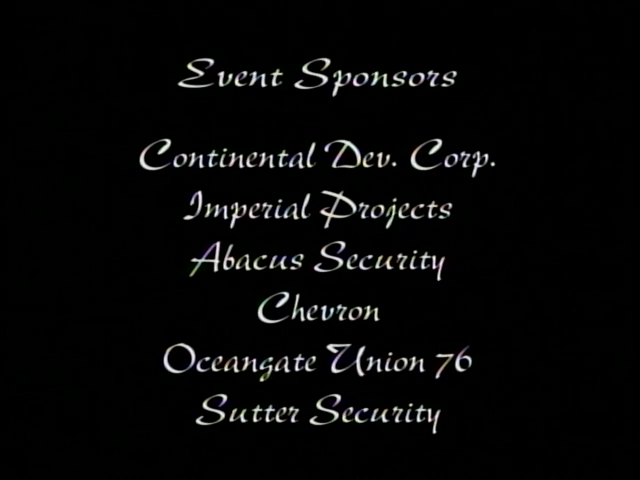 Event Sponsors
Continental Dev. Corp.
Imperial Projects
Abacus Security
Chevron
Oceangate Union 76
Sutter Security